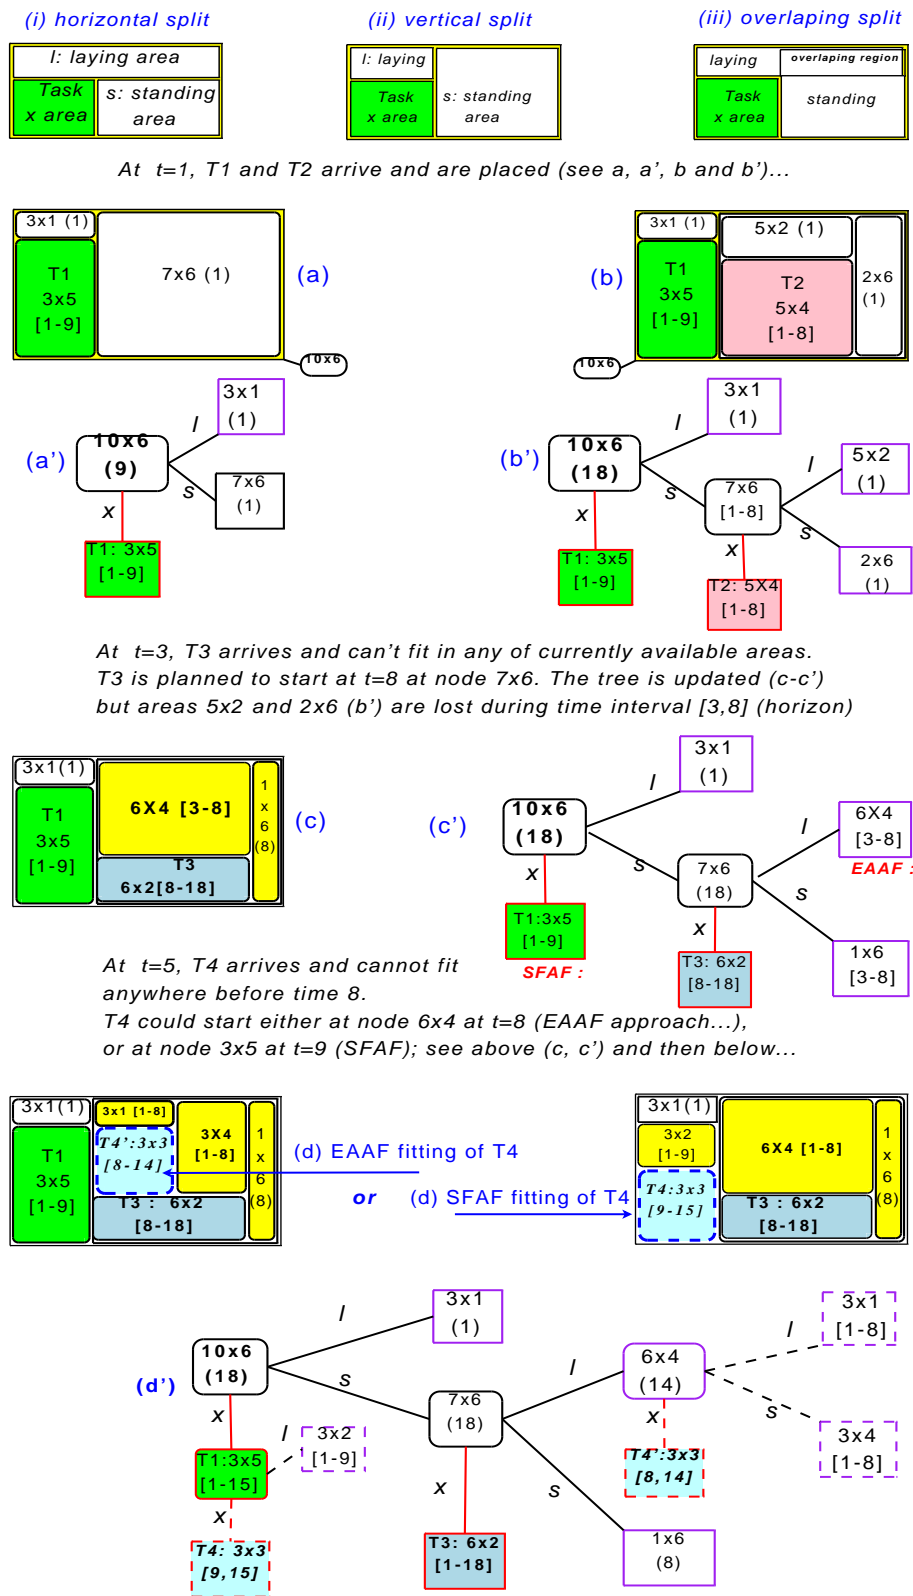 (i) horizontal split
(ii) vertical split
(iii) overlaping split
l: laying area
Task
x area
s: standing
area
l: laying
Task
x area
s: standing
area
laying
overlaping region
Task
x area
standing
At t=1, T1 and T2 arrive and are placed (see a, a', b and b')...
3x1 (1)
T1
3x5
[1-9]
7x6 (1)
(a)
10x6
(b)
3x1 (1)
T1
3x5
[1-9]
5x2 (1)
T2
5x4
[1-8]
2x6
(1)
10x6
(a')
10x6
(9)
l
3x1
(1)
s
7x6
(1)
x
T1: 3x5
[1-9]
(b')
10x6
(18)
l
3x1
(1)
s
7x6
[1-8]
l
5x2
(1)
s
2x6
(1)
x
T1: 3x5
[1-9]
x
T2: 5X4
[1-8]
At t=3, T3 arrives and can't fit in any of currently available areas.
T3 is planned to start at t=8 at node 7x6. The tree is updated (c-c')
but areas 5x2 and 2x6 (b') are lost during time interval [3,8] (horizon)
3x1(1)
T1
3x5
[1-9]
6X4 [3-8]
T3
6x2[8-18]
1
x
6
(8)
(c)
(c')
10x6
(18)
l
3x1
(1)
s
7x6
(18)
l
6X4
[3-8]
EAAF :
s
1x6
[3-8]
x
T1:3x5
[1-9]
SFAF :
x
T3: 6x2
[8-18]
At t=5, T4 arrives and cannot fit
anywhere before time 8.
T4 could start either at node 6x4 at t=8 (EAAF approach...),
or at node 3x5 at t=9 (SFAF); see above (c, c') and then below...
3x1(1)
T1
3x5
[1-9]
3x1 [1-8]
T4':3x3
[8-14]
3X4
[1-8]
1
x
6
(8)
T3 : 6x2
[8-18]
(d) EAAF fitting of T4
or (d) SFAF fitting of T4
3x1(1)
3x2
[1-9]
T4:3x3
[9-15]
6X4 [1-8]
T3 : 6x2
[8-18]
1
x
6
(8)
(d')
10x6
(18)
l
3x1
(1)
s
7x6
(18)
l
6x4
(14)
l
3x1
[1-8]
s
3x4
[1-8]
x
T4':3x3
[8,14]
s
1x6
(8)
x
T3: 6x2
[1-18]
x
T1:3x5
[1-15]
l
3x2
[1-9]
x
T4: 3x3
[9,15]